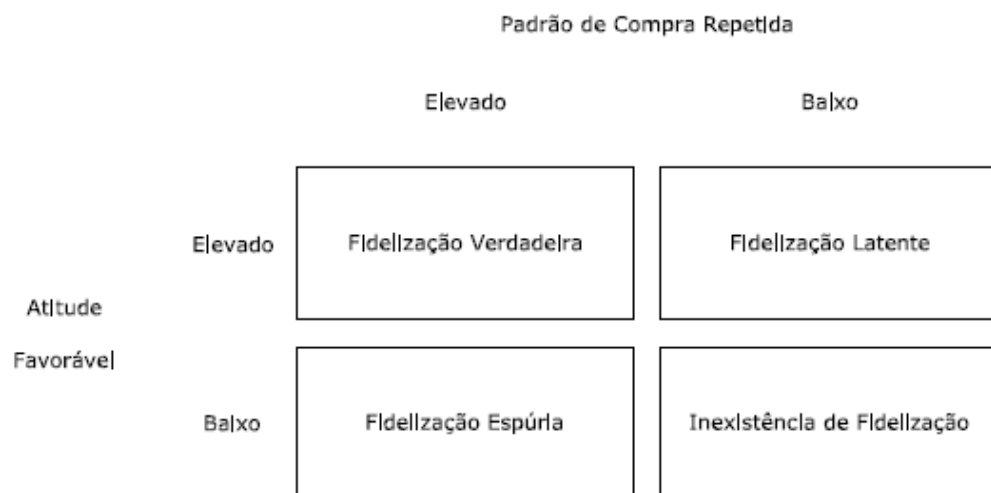 Padrão de Compra Repetida
Elevado Baixo
Elevado Fidelização Verdadeira Fidelização Latente
Atitude
Favorável
Baixo Fidelização Espúria Inexistência de Fidelização